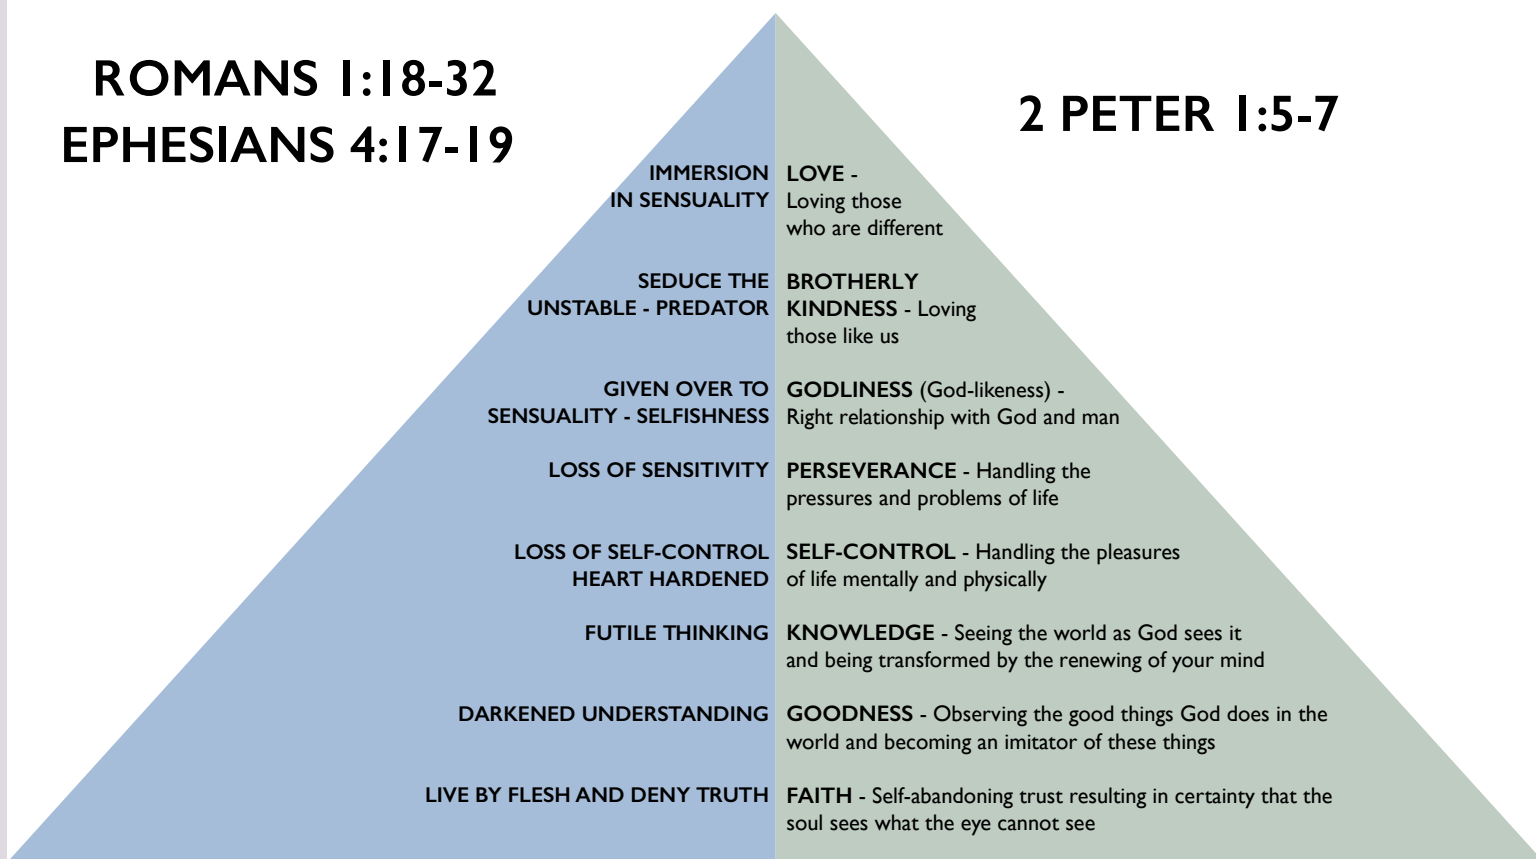 ROMANS 1:18-32
EPHESIANS 4:17-19
2 PETER 1:5-7
IMMERSION
IN SENSUALITY
LOVE -
Loving those
who are different
SEDUCE THE
UNSTABLE - PREDATOR
BROTHERLY
KINDNESS - Loving
those like us
GIVEN OVER TO
SENSUALITY - SELFISHNESS
GODLINESS (God-likeness) -
Right relationship with God and man
LOSS OF SENSITIVITY
PERSEVERANCE - Handling the
pressures and problems of life
LOSS OF SELF-CONTROL
HEART HARDENED
SELF-CONTROL - Handling the pleasures
of life mentally and physically
FUTILE THINKING
KNOWLEDGE - Seeing the world as God sees it
and being transformed by the renewing of your mind
DARKENED UNDERSTANDING
GOODNESS - Observing the good things God does in the
world and becoming an imitator of these things
LIVE BY FLESH AND DENY TRUTH
FAITH - Self-abandoning trust resulting in certainty that the
soul sees what the eye cannot see